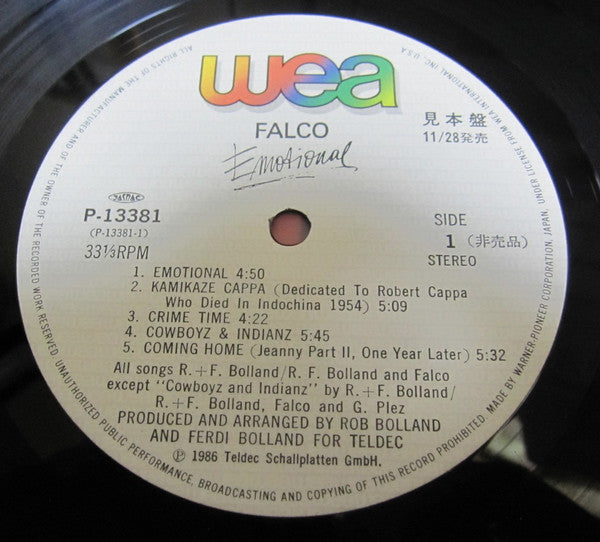 wea
FALCO
Emotional
見本盤
11/28発売
JASRAC
P-13381
(P-13381-1)
33⅓RPM
SIDE
1 (非売品)
STEREO
1. EMOTIONAL 4:50
2. KAMIKAZE CAPPA (Dedicated To Robert Cappa
Who Died In Indochina 1954) 5:09
3. CRIME TIME 4:22
4. COWBOYZ & INDIANZ 5:45
5. COMING HOME (Jeanny Part II, One Year Later) 5:32
All songs R.+F. Bolland/R. F. Bolland and Falco
except "Cowboyz and Indianz" by R.+F. Bolland/
R.+F. Bolland, Falco and G. Plez
PRODUCED AND ARRANGED BY ROB BOLLAND
AND FERDI BOLLAND FOR TELDEC
Ⓟ 1986 Teldec Schallplatten GmbH.
ALL RIGHTS OF THE MANUFACTURER AND OF THE OWNER OF THE RECORDED WORK RESERVED. UNAUTHORIZED PUBLIC PERFORMANCE, BROADCASTING AND COPYING OF THIS RECORD PROHIBITED. MADE BY WARNER-PIONEER CORPORATION, JAPAN, UNDER LICENSE FROM WEA INTERNATIONAL INC., U.S.A.